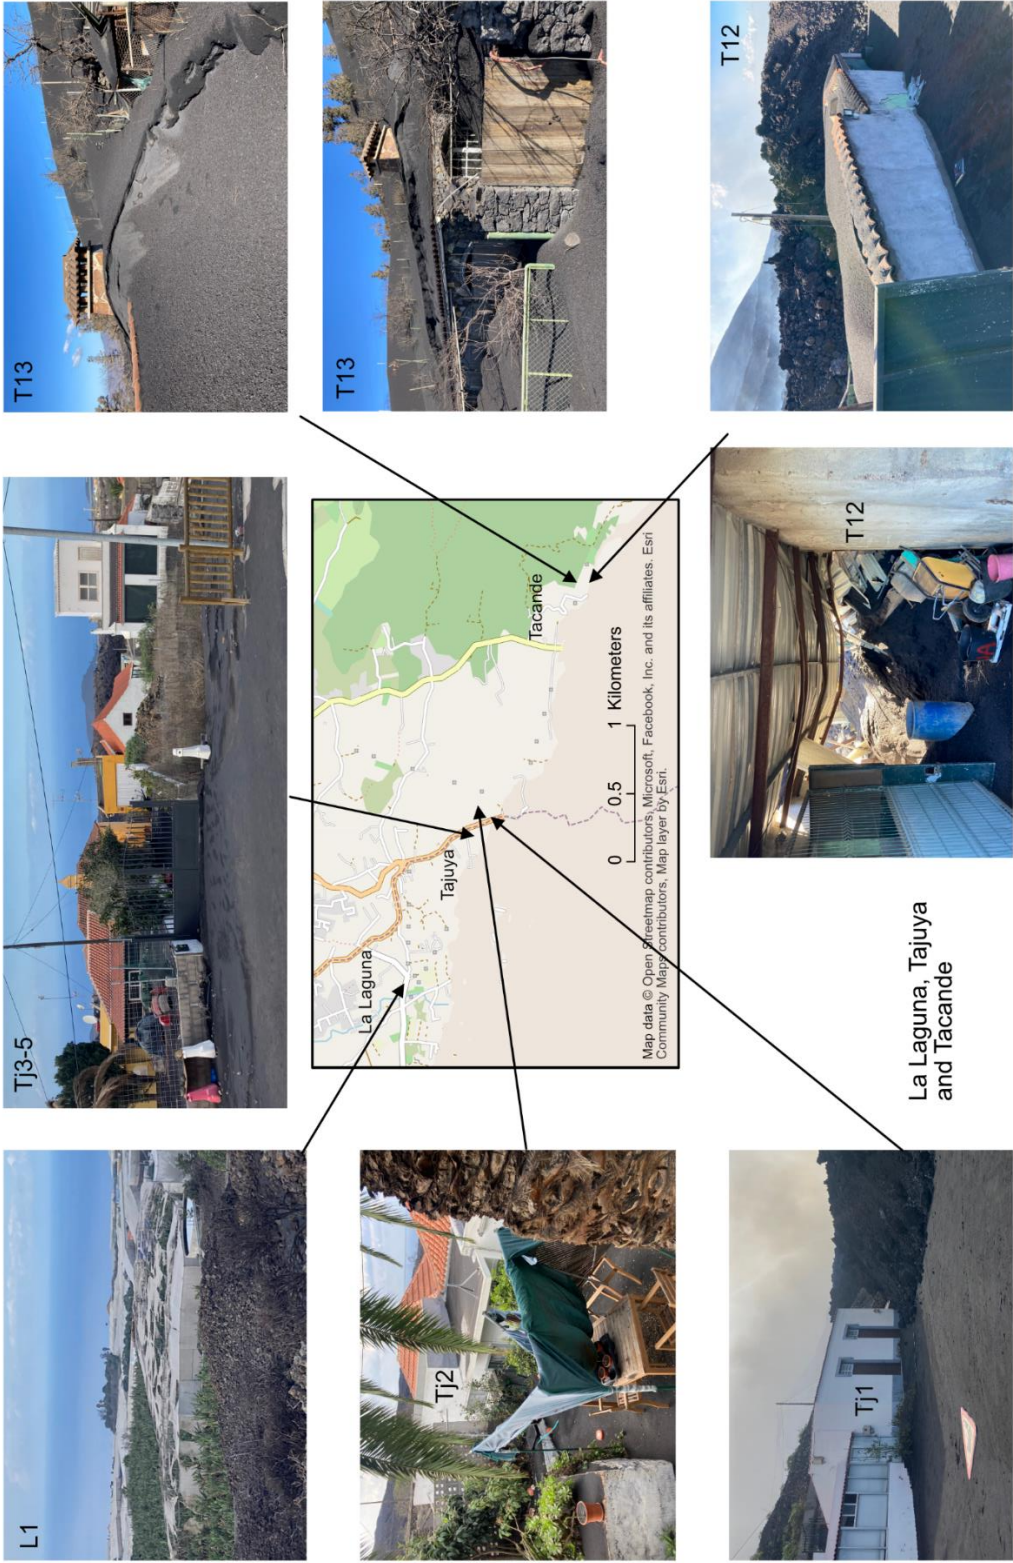 L1
Tj3-5
T13
Tj2
T13
Tj1
T12
T12
La Laguna
Tajuya
Tacande
0 0.5 1 Kilometers
Map data © Open Streetmap contributors, Microsoft, Facebook, Inc. and its affiliates. Esri
Community Maps contributors, Map layer by Esri.
La Laguna, Tajuya
and Tacande